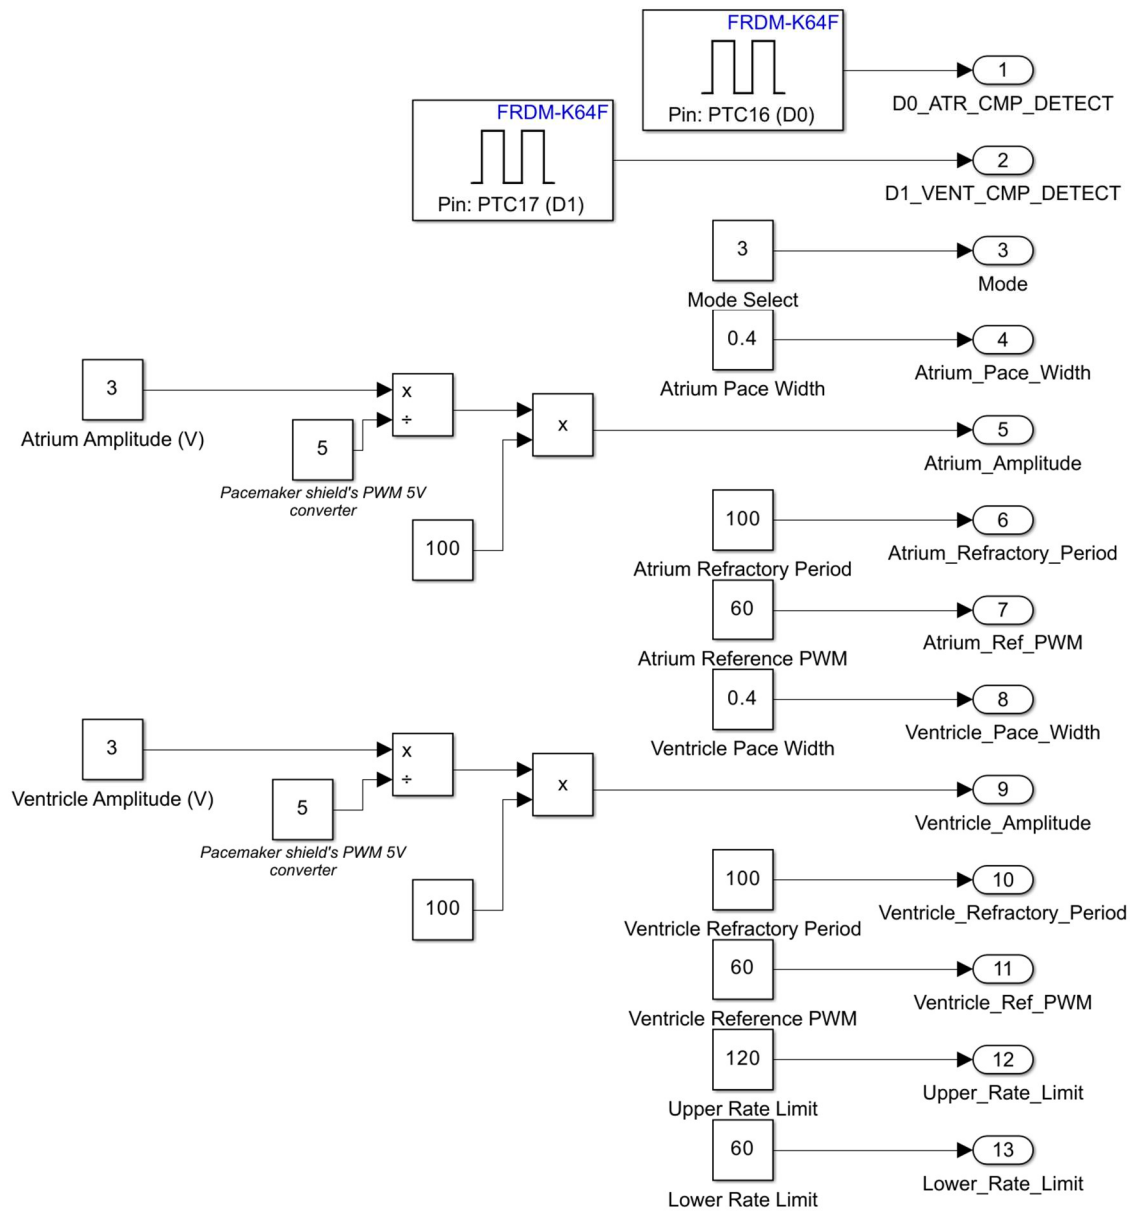 FRDM-K64F
Pin: PTC16 (D0)
1
D0_ATR_CMP_DETECT
FRDM-K64F
Pin: PTC17 (D1)
2
D1_VENT_CMP_DETECT
3
Mode Select
3
Mode
0.4
Atrium Pace Width
4
Atrium_Pace_Width
3
Atrium Amplitude (V)
x
÷
5
Pacemaker shield's PWM 5V
converter
x
100
5
Atrium_Amplitude
100
Atrium Refractory Period
6
Atrium_Refractory_Period
60
Atrium Reference PWM
7
Atrium_Ref_PWM
0.4
Ventricle Pace Width
8
Ventricle_Pace_Width
3
Ventricle Amplitude (V)
x
÷
5
Pacemaker shield's PWM 5V
converter
x
100
9
Ventricle_Amplitude
100
Ventricle Refractory Period
10
Ventricle_Refractory_Period
60
Ventricle Reference PWM
11
Ventricle_Ref_PWM
120
Upper Rate Limit
12
Upper_Rate_Limit
60
Lower Rate Limit
13
Lower_Rate_Limit